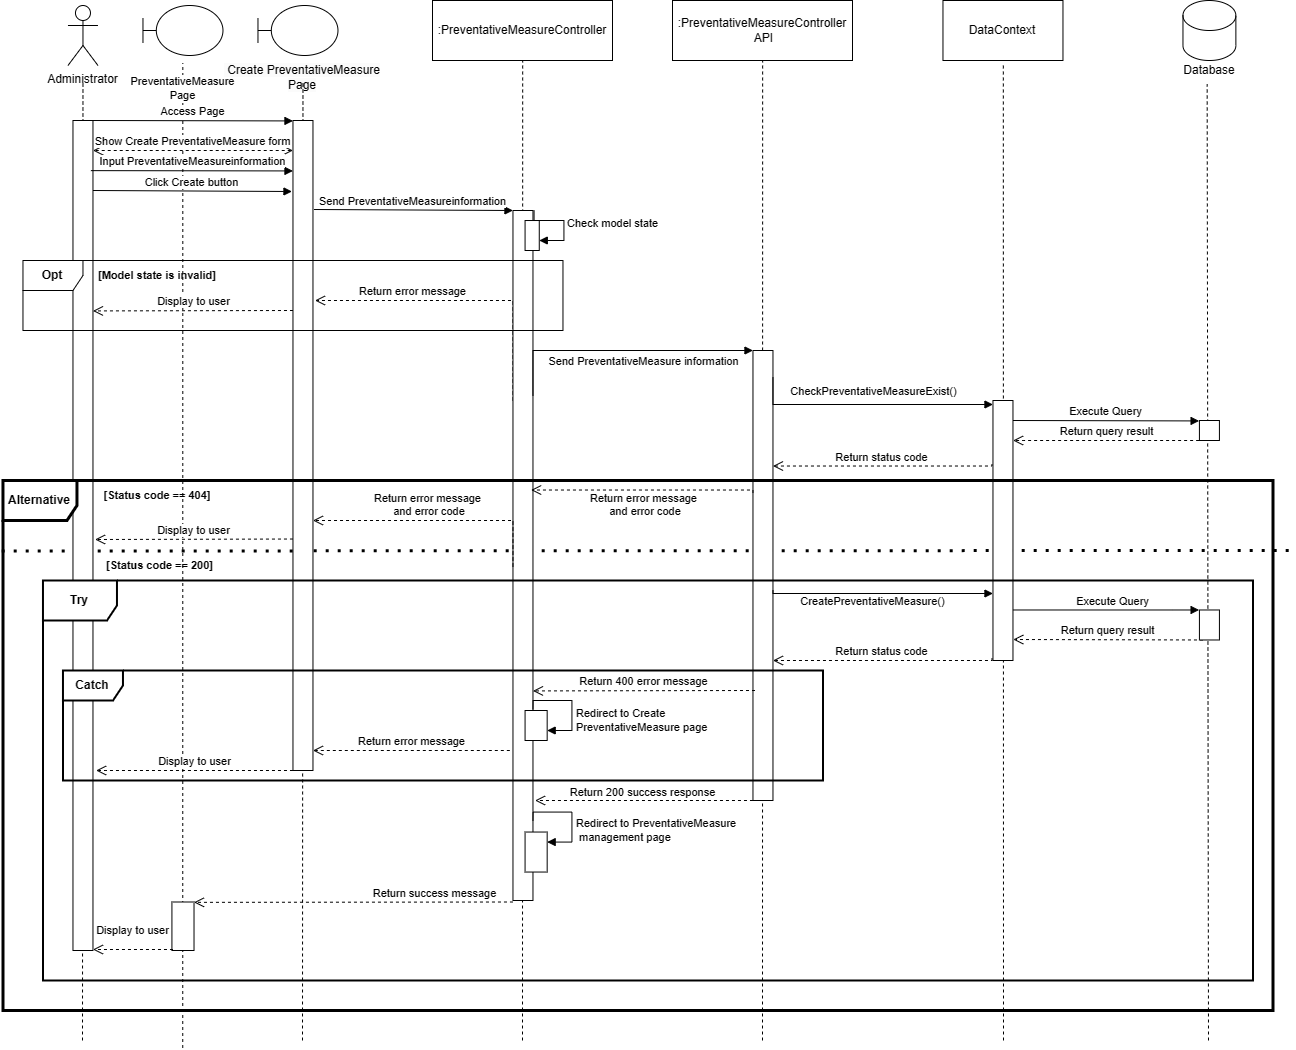 :PreventativeMeasureController
:PreventativeMeasureController
API
DataContext
Administrator
PreventativeMeasure
Page
Create PreventativeMeasure
Page
Database
Access Page
Show Create PreventativeMeasure form
Input PreventativeMeasureinformation
Click Create button
Send PreventativeMeasureinformation
Check model state
Opt
[Model state is invalid]
Return error message
Display to user
Send PreventativeMeasure information
CheckPreventativeMeasureExist()
Execute Query
Return query result
Return status code
Alternative
[Status code == 404]
Return error message
and error code
Return error message
and error code
Display to user
[Status code == 200]
Try
CreatePreventativeMeasure()
Execute Query
Return query result
Return status code
Catch
Return 400 error message
Redirect to Create
PreventativeMeasure page
Return error message
Display to user
Return 200 success response
Redirect to PreventativeMeasure
management page
Return success message
Display to user